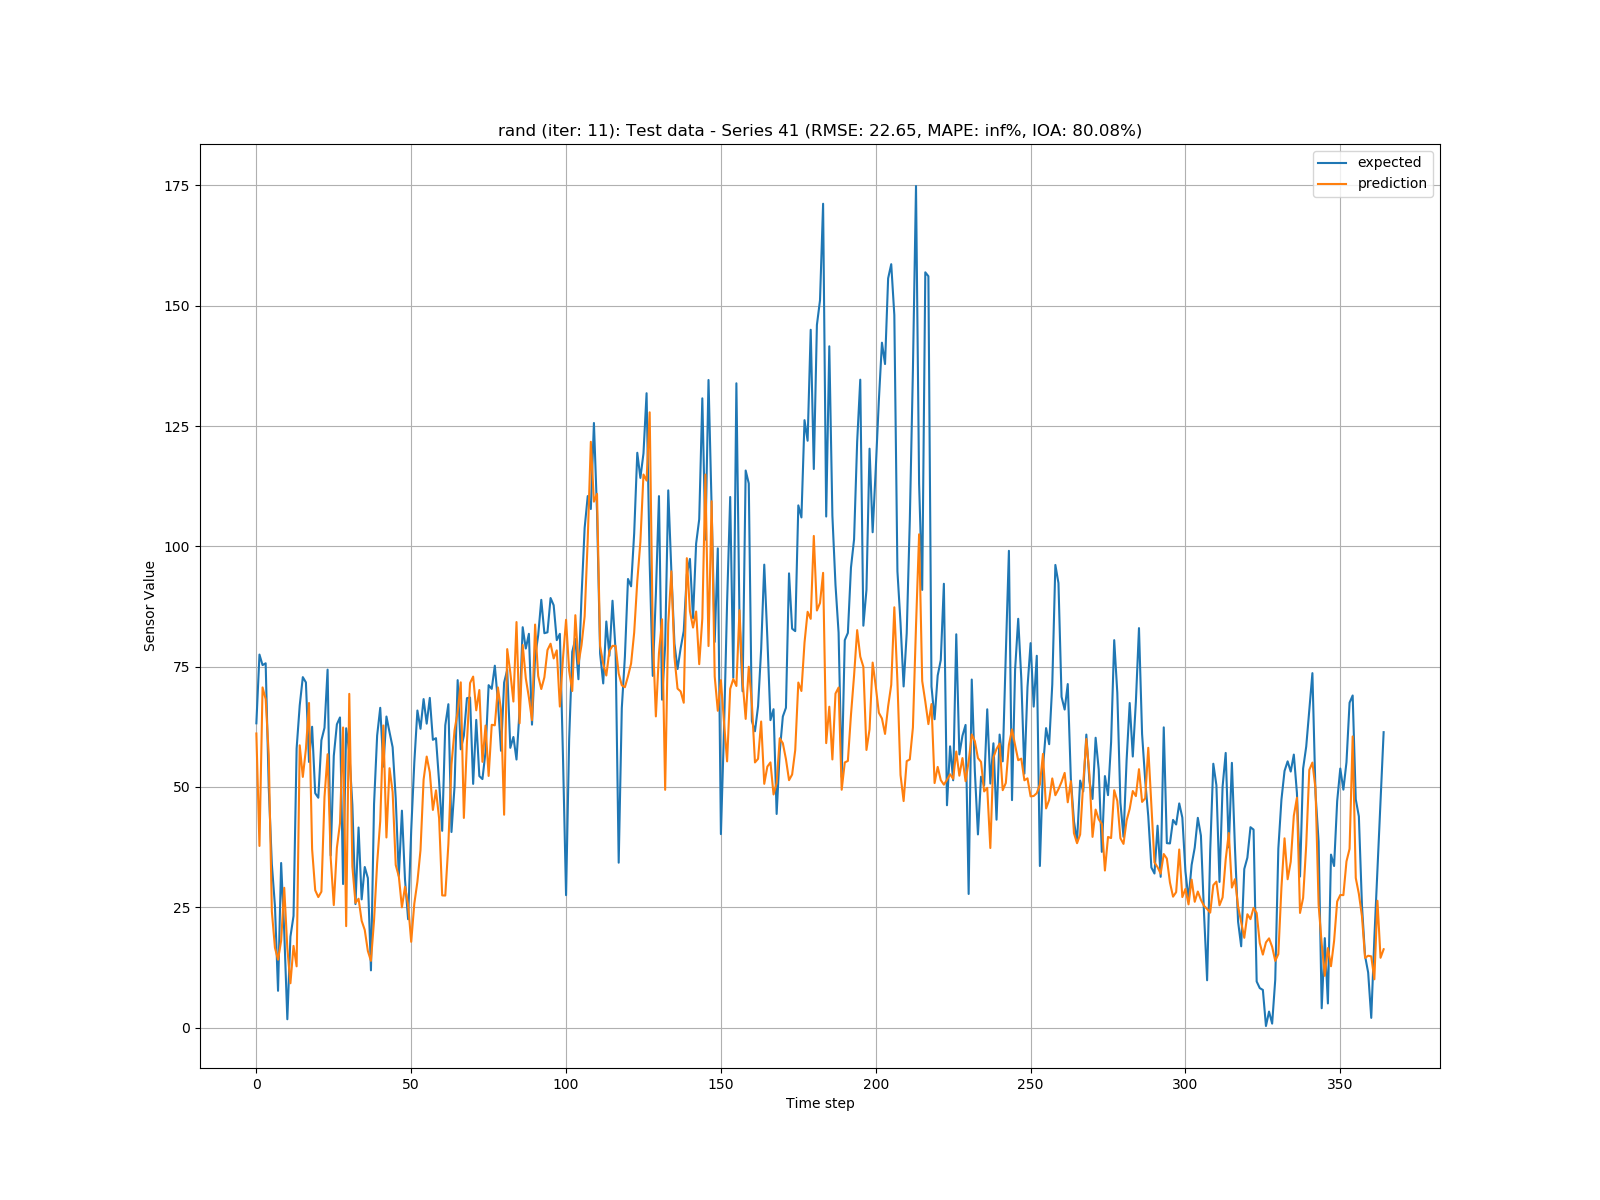 rand (iter: 11): Test data - Series 41 (RMSE: 22.65, MAPE: inf%, IOA: 80.08%)
expected
prediction
175
150
125
100
75
50
25
0
Sensor Value
0 50 100 150 200 250 300 350
Time step